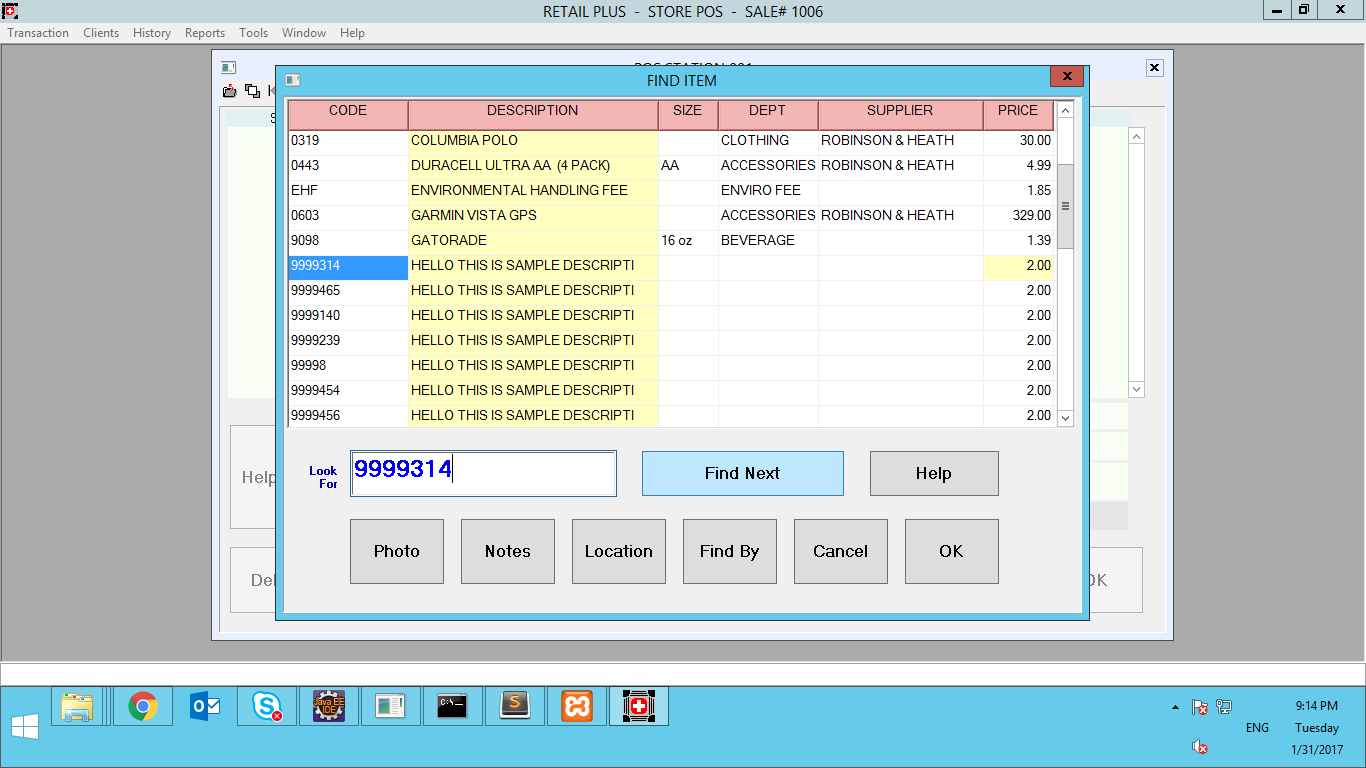 RETAIL PLUS - STORE POS - SALE# 1006
Transaction Clients History Reports Tools Window Help
FIND ITEM
CODE DESCRIPTION SIZE DEPT SUPPLIER PRICE
0319 COLUMBIA POLO CLOTHING ROBINSON & HEATH 30.00
0443 DURACELL ULTRA AA (4 PACK) AA ACCESSORIES ROBINSON & HEATH 4.99
EHF ENVIRONMENTAL HANDLING FEE ENVIRO FEE 1.85
0603 GARMIN VISTA GPS ACCESSORIES ROBINSON & HEATH 329.00
9098 GATORADE 16 oz BEVERAGE 1.39
9999314 HELLO THIS IS SAMPLE DESCRIPTI 2.00
9999465 HELLO THIS IS SAMPLE DESCRIPTI 2.00
9999140 HELLO THIS IS SAMPLE DESCRIPTI 2.00
9999239 HELLO THIS IS SAMPLE DESCRIPTI 2.00
99998 HELLO THIS IS SAMPLE DESCRIPTI 2.00
9999454 HELLO THIS IS SAMPLE DESCRIPTI 2.00
9999456 HELLO THIS IS SAMPLE DESCRIPTI 2.00
Look For 9999314 Find Next Help
Help
Photo Notes Location Find By Cancel OK
9:14 PM
ENG Tuesday
1/31/2017